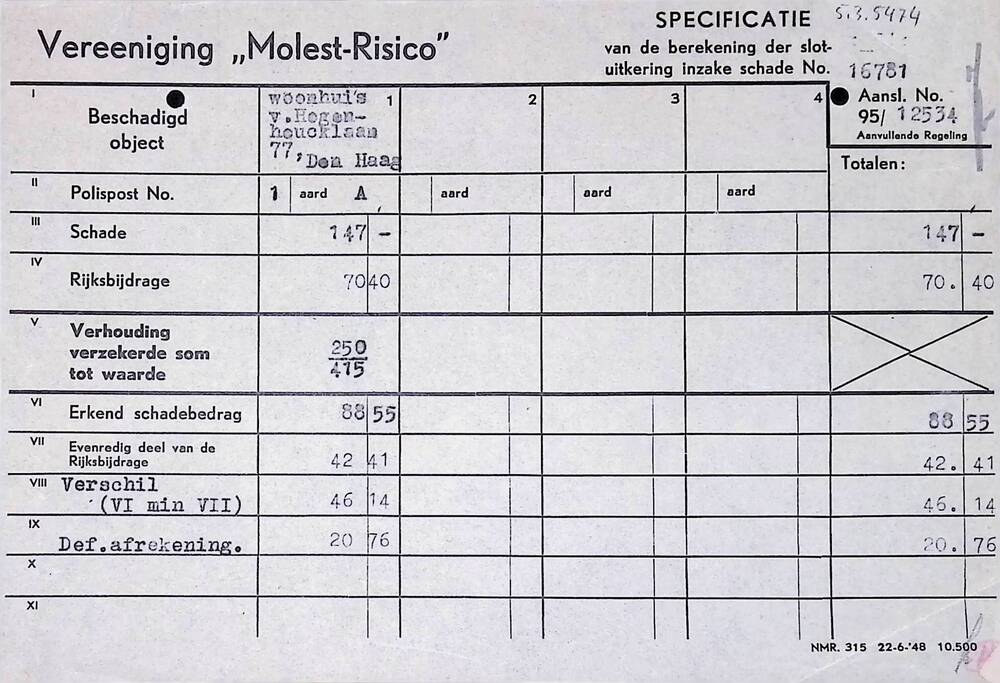 Vereeniging „Molest-Risico”
SPECIFICATIE
van de berekening der slot-
uitkering inzake schade No. 16781
5.3.5474
I
Beschadigd
object
woonhuis
v.Hogen-
houcklaan
77, Den Haag
1
2
3
4
Aansl. No.
95/ 12534
Aanvullende Regeling
Totalen:
II Polispost No. 1 aard A aard aard aard
III Schade 147 - 147 -
IV Rijksbijdrage 70 40 70. 40
V Verhouding
verzekerde som
tot waarde
250
415
VI Erkend schadebedrag 88 55 88 55
VII Evenredig deel van de
Rijksbijdrage 42 41 42. 41
VIII Verschil
(VI min VII) 46 14 46. 14
IX Def.afrekening. 20 76 20. 76
X
XI
NMR. 315 22-6-'48 10.500